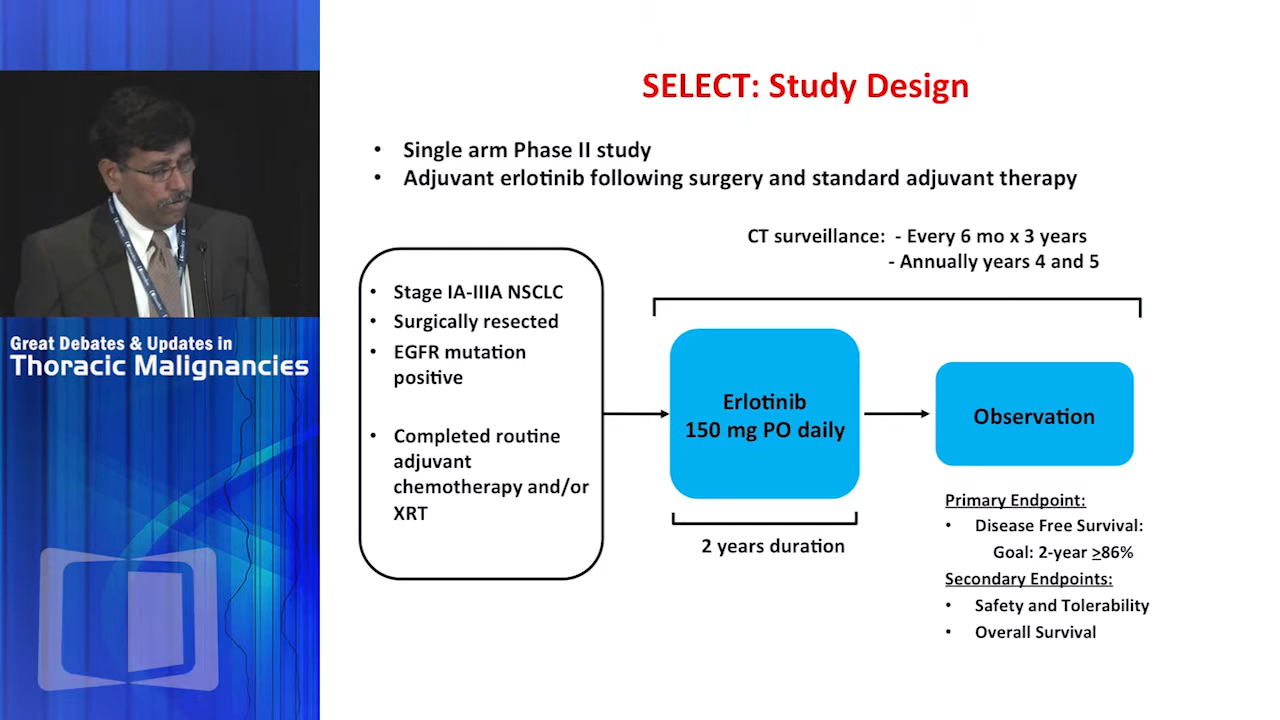 Great Debates & Updates in
Thoracic Malignancies
SELECT: Study Design
• Single arm Phase II study
• Adjuvant erlotinib following surgery and standard adjuvant therapy
CT surveillance: - Every 6 mo x 3 years
- Annually years 4 and 5
• Stage IA-IIIA NSCLC
• Surgically resected
• EGFR mutation
positive
• Completed routine
adjuvant
chemotherapy and/or
XRT
Erlotinib
150 mg PO daily
2 years duration
Observation
Primary Endpoint:
• Disease Free Survival:
Goal: 2-year ≥86%
Secondary Endpoints:
• Safety and Tolerability
• Overall Survival